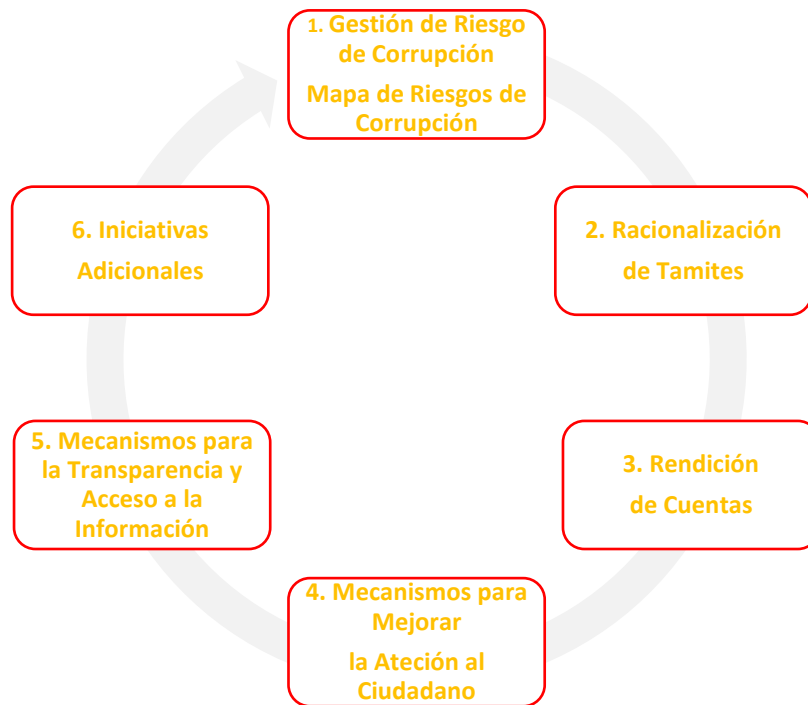 1. Gestión de Riesgo
de Corrupción
Mapa de Riesgos de
Corrupción
2. Racionalización
de Tamites
3. Rendición
de Cuentas
4. Mecanismos para
Mejorar
la Ateción al
Ciudadano
5. Mecanismos para
la Transparencia y
Acceso a la
Información
6. Iniciativas
Adicionales